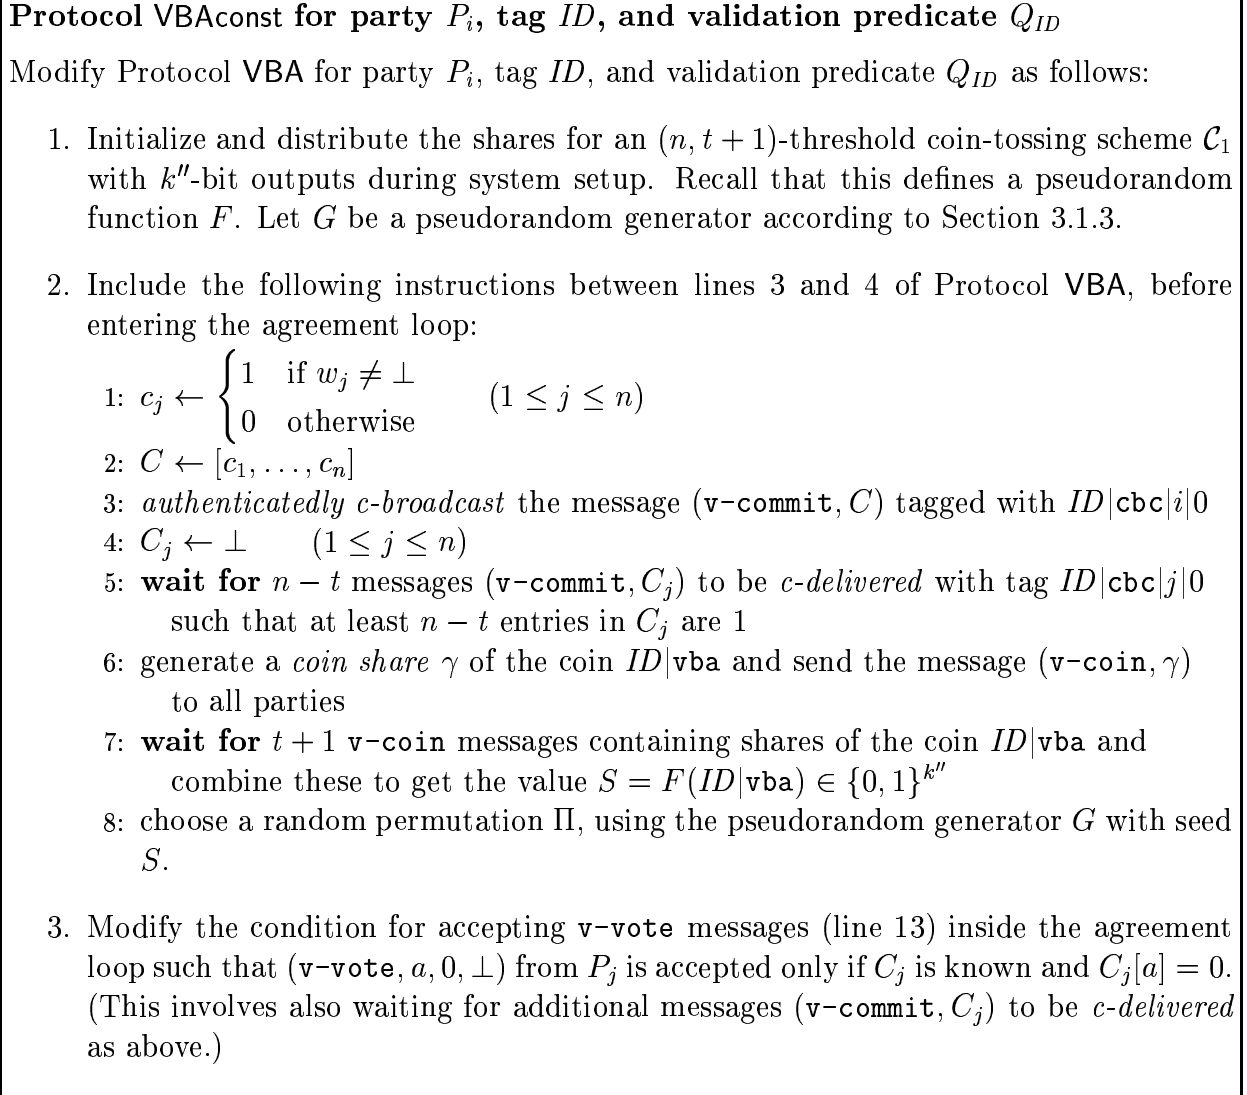 Protocol VBAconst for party P_i, tag ID, and validation predicate Q_ID
Modify Protocol VBA for party P_i, tag ID, and validation predicate Q_ID as follows:
1. Initialize and distribute the shares for an (n, t + 1)-threshold coin-tossing scheme 𝒞_1
with k''-bit outputs during system setup. Recall that this defines a pseudorandom
function F. Let G be a pseudorandom generator according to Section 3.1.3.
2. Include the following instructions between lines 3 and 4 of Protocol VBA, before
entering the agreement loop:
1: c_j ← { 1 if w_j ≠ ⊥
0 otherwise (1 ≤ j ≤ n)
2: C ← [c_1, . . . , c_n]
3: authenticatedly c-broadcast the message (v-commit, C) tagged with ID|cbc|i|0
4: C_j ← ⊥ (1 ≤ j ≤ n)
5: wait for n − t messages (v-commit, C_j) to be c-delivered with tag ID|cbc|j|0
such that at least n − t entries in C_j are 1
6: generate a coin share γ of the coin ID|vba and send the message (v-coin, γ)
to all parties
7: wait for t + 1 v-coin messages containing shares of the coin ID|vba and
combine these to get the value S = F(ID|vba) ∈ {0, 1}^{k''}
8: choose a random permutation Π, using the pseudorandom generator G with seed
S.
3. Modify the condition for accepting v-vote messages (line 13) inside the agreement
loop such that (v-vote, a, 0, ⊥) from P_j is accepted only if C_j is known and C_j[a] = 0.
(This involves also waiting for additional messages (v-commit, C_j) to be c-delivered
as above.)